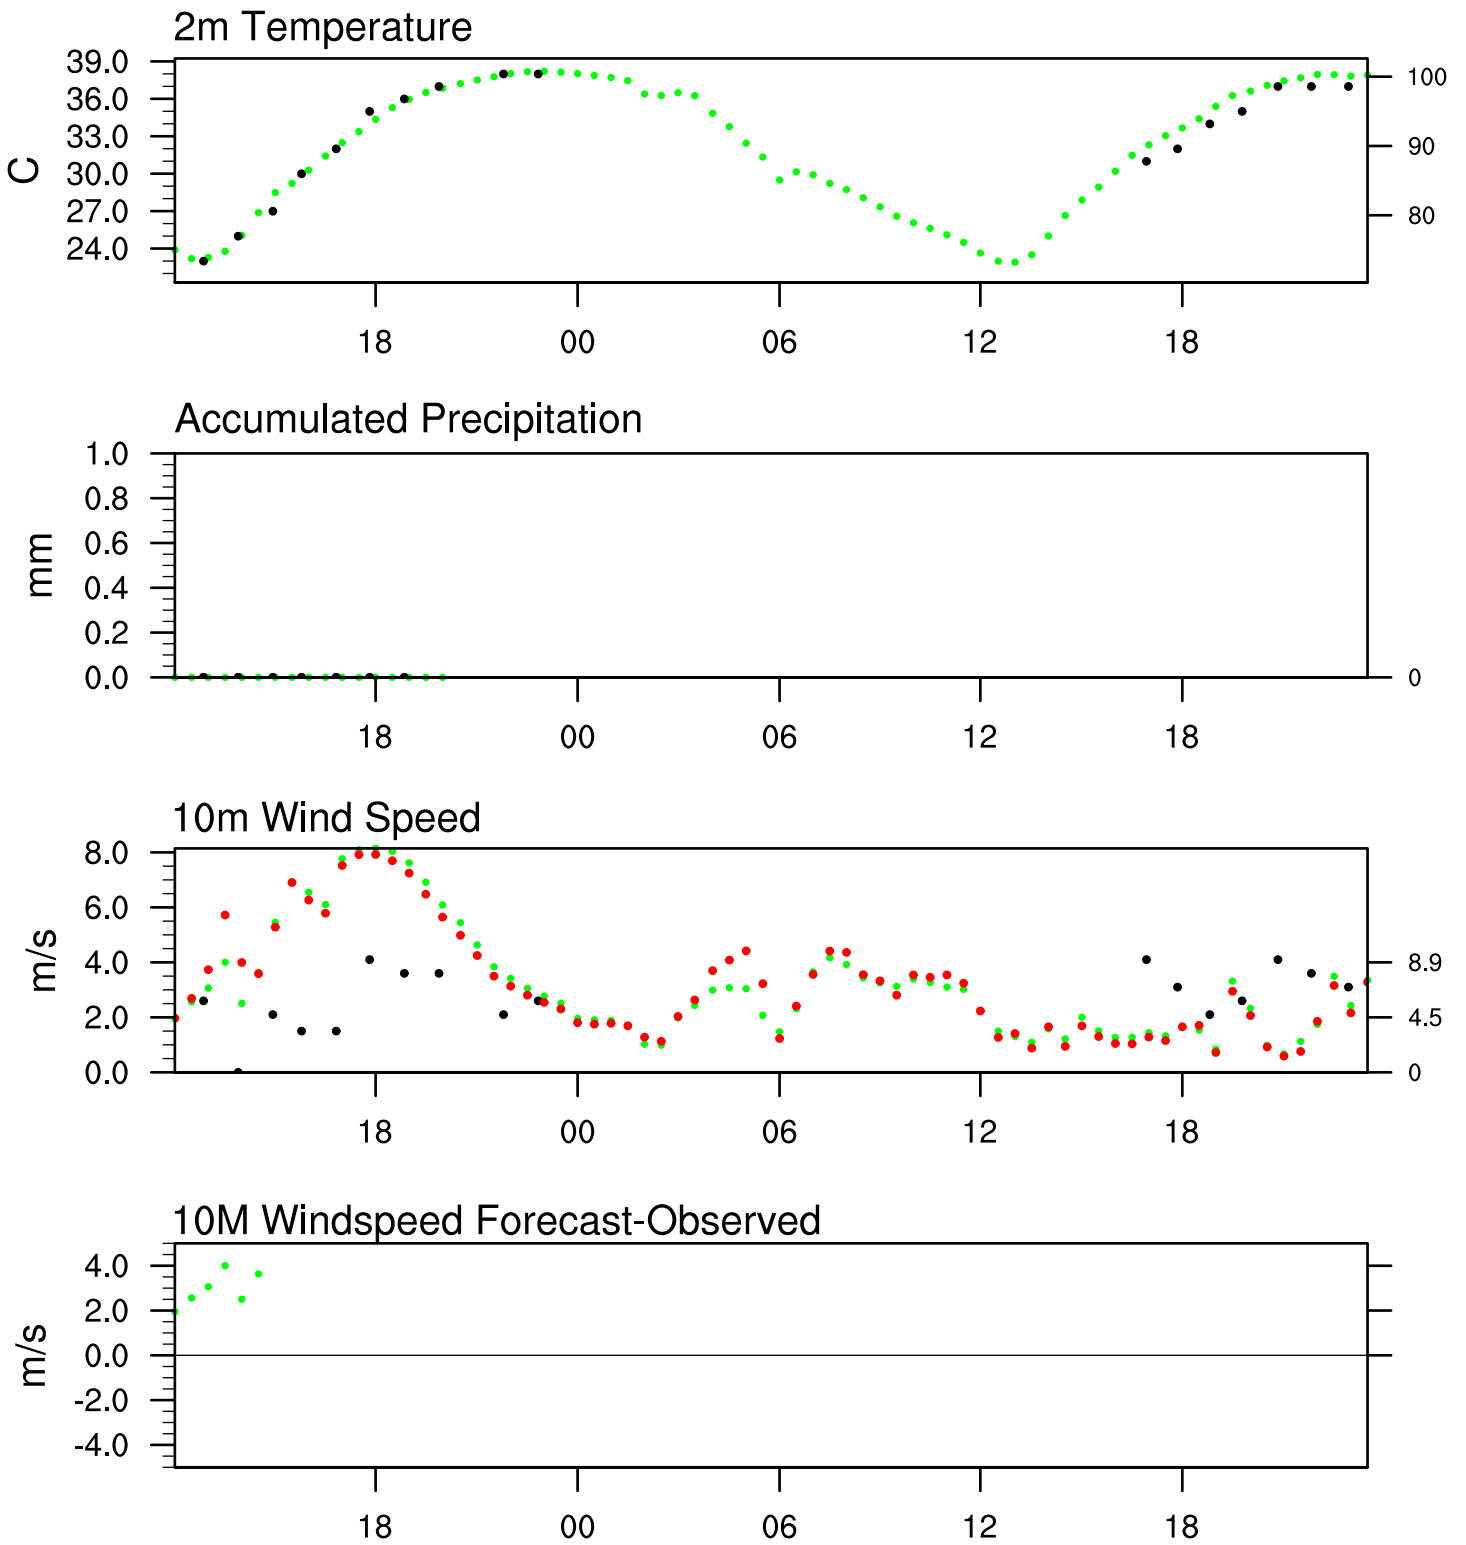 2m Temperature
39.0
36.0
33.0
30.0
27.0
24.0
C
100
90
80
18 00 06 12 18
Accumulated Precipitation
1.0
0.8
0.6
0.4
0.2
0.0
mm
0
18 00 06 12 18
10m Wind Speed
8.0
6.0
4.0
2.0
0.0
m/s
8.9
4.5
0
18 00 06 12 18
10M Windspeed Forecast-Observed
4.0
2.0
0.0
-2.0
-4.0
m/s
18 00 06 12 18